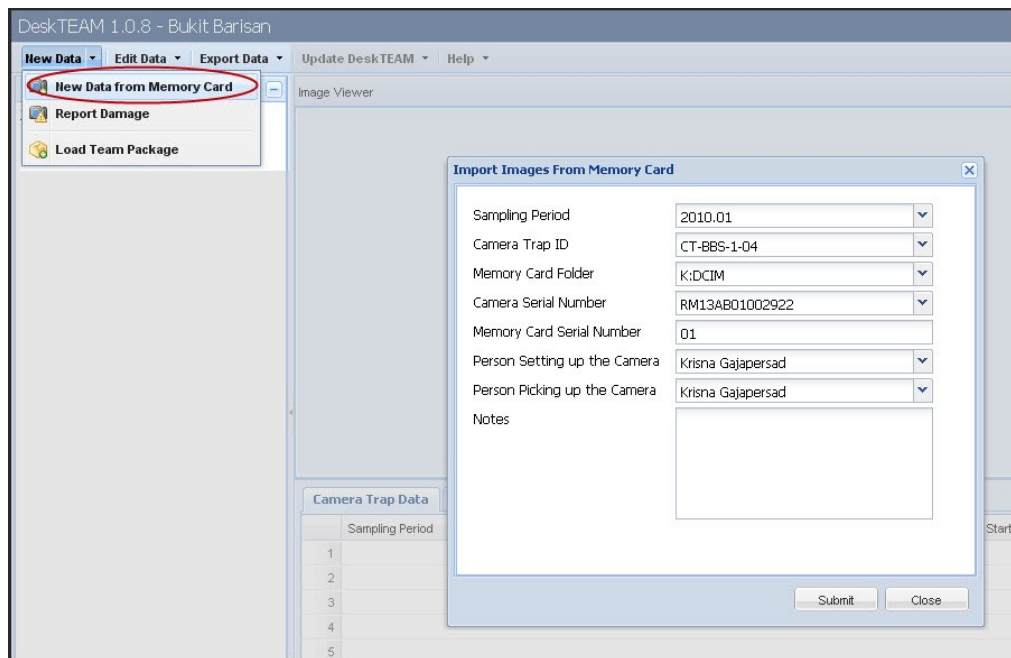 DeskTEAM 1.0.8 - Bukit Barisan
New Data Edit Data Export Data Update DeskTEAM Help
New Data from Memory Card
Report Damage
Load Team Package
Image Viewer
Import Images From Memory Card
Sampling Period 2010.01
Camera Trap ID CT-BBS-1-04
Memory Card Folder K:DCIM
Camera Serial Number RM13AB01002922
Memory Card Serial Number 01
Person Setting up the Camera Krisna Gajapersad
Person Picking up the Camera Krisna Gajapersad
Notes
Submit Close
Camera Trap Data
Sampling Period Start
1
2
3
4
5